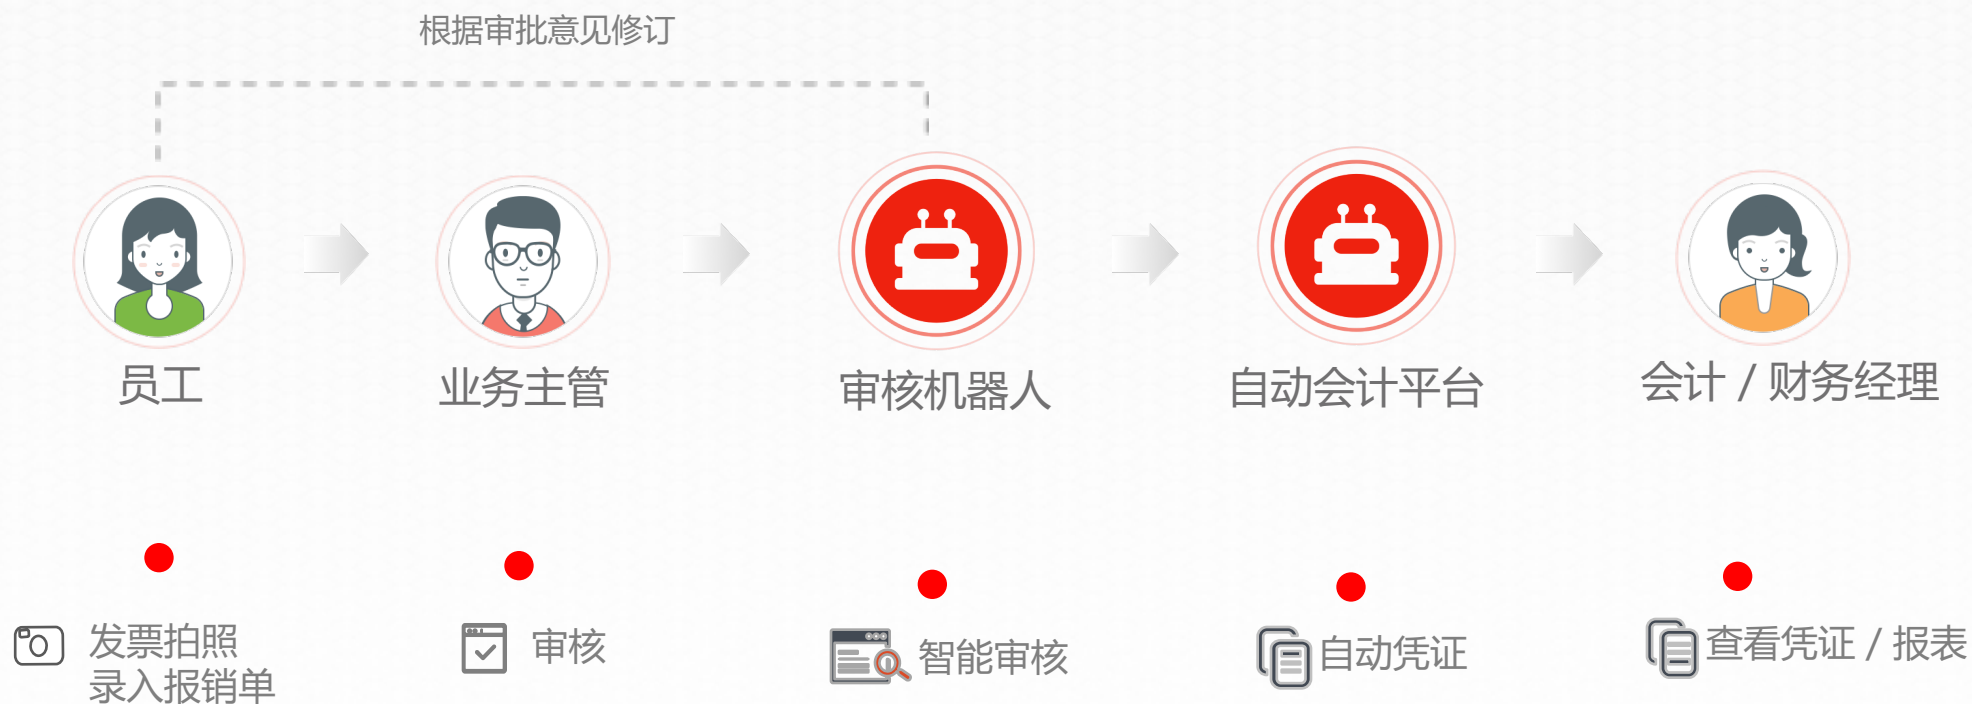 根据审批意见修订
员工
业务主管
审核机器人
自动会计平台
会计 / 财务经理
发票拍照
录入报销单
审核
智能审核
自动凭证
查看凭证 / 报表